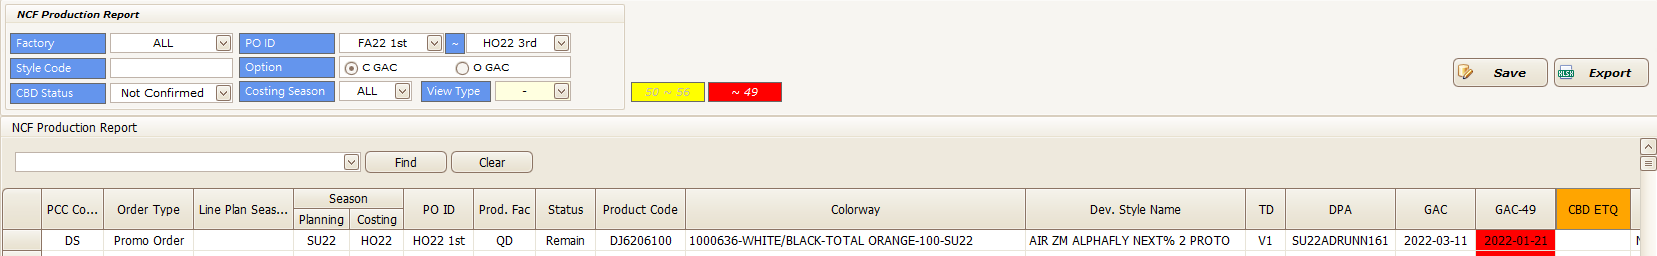 NCF Production Report
Factory ALL PO ID FA22 1st ~ HO22 3rd
Style Code Option C GAC O GAC
CBD Status Not Confirmed Costing Season ALL View Type - 50 ~ 56 ~ 49
Save Export
NCF Production Report
Find Clear
PCC Co... Order Type Line Plan Seas... Season Planning Costing PO ID Prod. Fac Status Product Code Colorway Dev. Style Name TD DPA GAC GAC-49 CBD ETQ
DS Promo Order SU22 HO22 HO22 1st QD Remain DJ6206100 1000636-WHITE/BLACK-TOTAL ORANGE-100-SU22 AIR ZM ALPHAFLY NEXT% 2 PROTO V1 SU22ADRUNN161 2022-03-11 2022-01-21